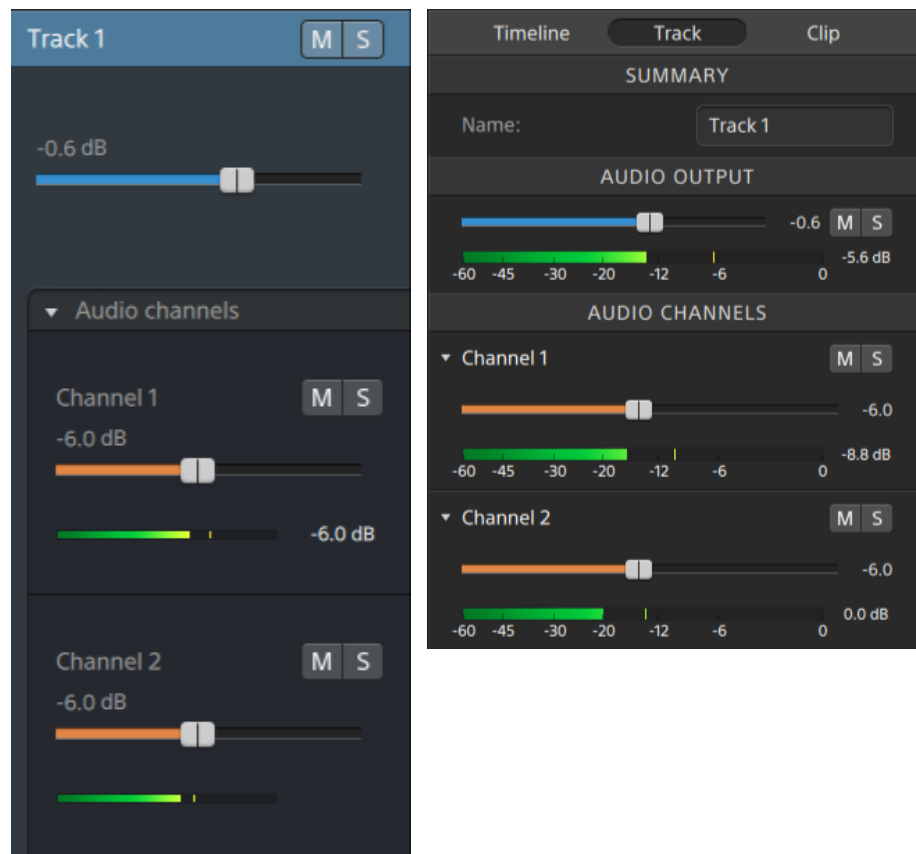 Track 1 M S
-0.6 dB
Audio channels
Channel 1 M S
-6.0 dB
-6.0 dB
Channel 2 M S
-6.0 dB
Timeline Track Clip
SUMMARY
Name: Track 1
AUDIO OUTPUT
-0.6 M S
-5.6 dB
-60 -45 -30 -20 -12 -6 0
AUDIO CHANNELS
Channel 1 M S
-6.0
-8.8 dB
-60 -45 -30 -20 -12 -6 0
Channel 2 M S
-6.0
0.0 dB
-60 -45 -30 -20 -12 -6 0